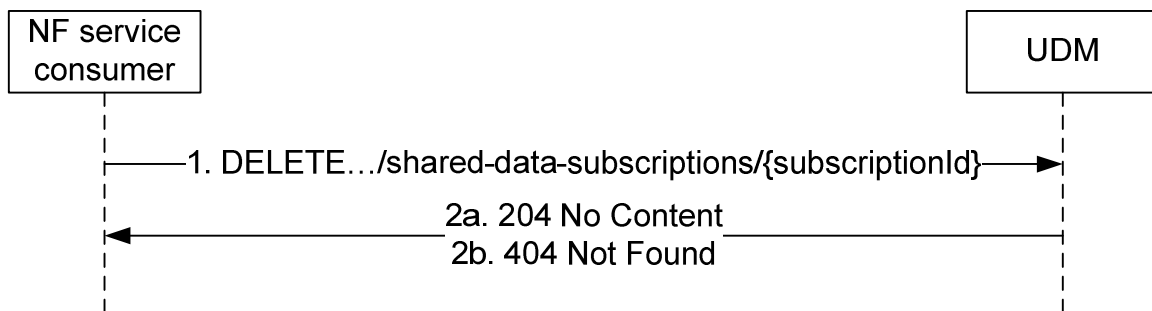 NF service
consumer
UDM
1. DELETE…/shared-data-subscriptions/{subscriptionId}
2a. 204 No Content
2b. 404 Not Found